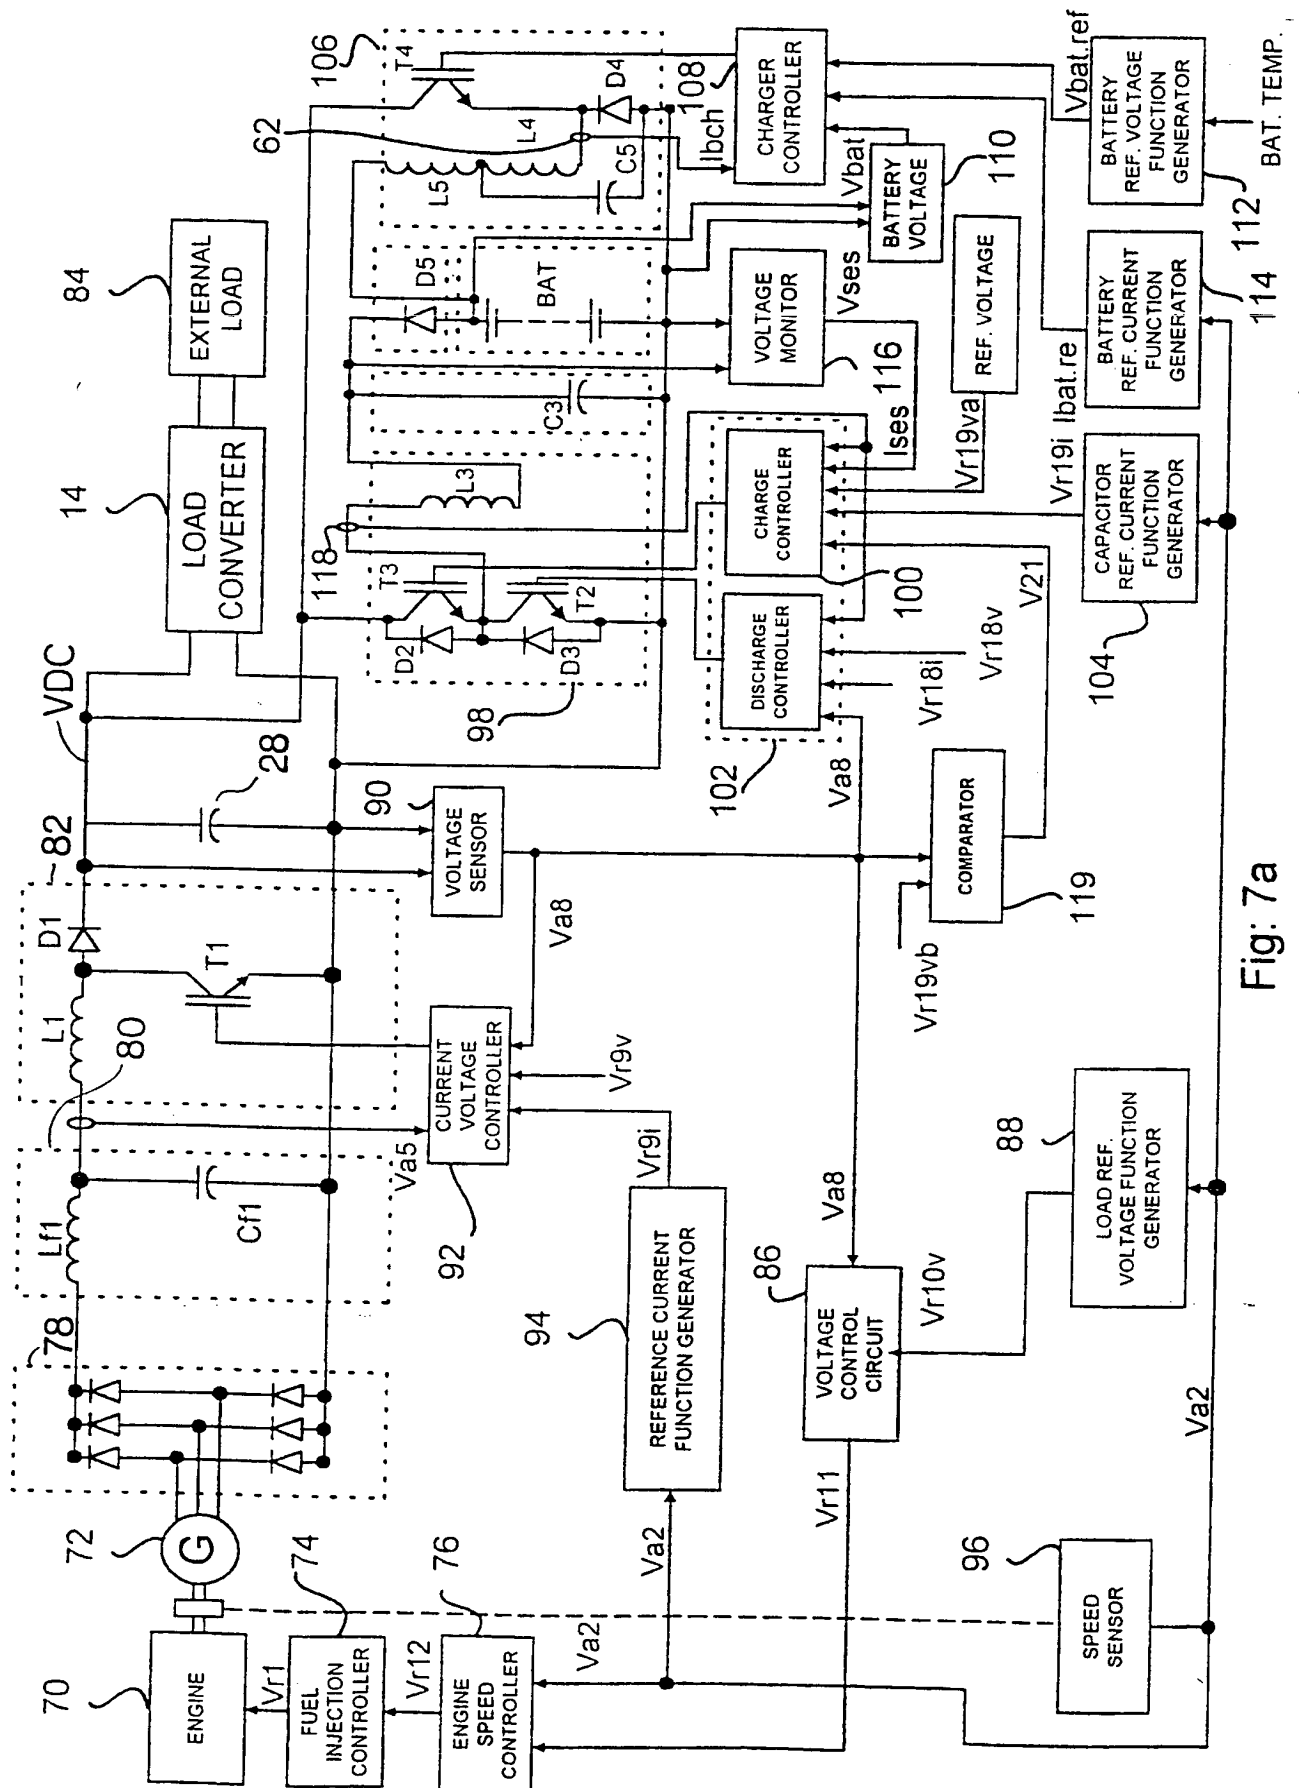 70
ENGINE
Vr1
74
FUEL
INJECTION
CONTROLLER
Vr12
76
ENGINE
SPEED
CONTROLLER
Va2
72
G
78
Lf1
Cf1
80
L1
D1
T1
82
VDC
28
14
LOAD
CONVERTER
84
EXTERNAL
LOAD
Va5
92
CURRENT
VOLTAGE
CONTROLLER
Vr9v
Vr9i
Va8
90
VOLTAGE
SENSOR
94
REFERENCE CURRENT
FUNCTION GENERATOR
Va2
98
D2
D3
T3
T2
118
L3
C3
D5
BAT
62
106
T4
L5
L4
C5
D4
102
DISCHARGE
CONTROLLER
CHARGE
CONTROLLER
100
Va8
Vr18i
Vr18v
Ises
116
VOLTAGE
MONITOR
Vses
Ibch
108
CHARGER
CONTROLLER
Vbat
BATTERY
VOLTAGE
110
REF. VOLTAGE
Vr19va
Vr19vb
COMPARATOR
119
V21
Va8
86
VOLTAGE
CONTROL
CIRCUIT
Vr11
Vr10v
88
LOAD REF.
VOLTAGE FUNCTION
GENERATOR
96
SPEED
SENSOR
Va2
104
CAPACITOR
REF. CURRENT
FUNCTION
GENERATOR
Vr19i
Ibat.re
BATTERY
REF. CURRENT
FUNCTION
GENERATOR
114
Vbat.ref
BATTERY
REF. VOLTAGE
FUNCTION
GENERATOR
112
BAT. TEMP.
Fig: 7a